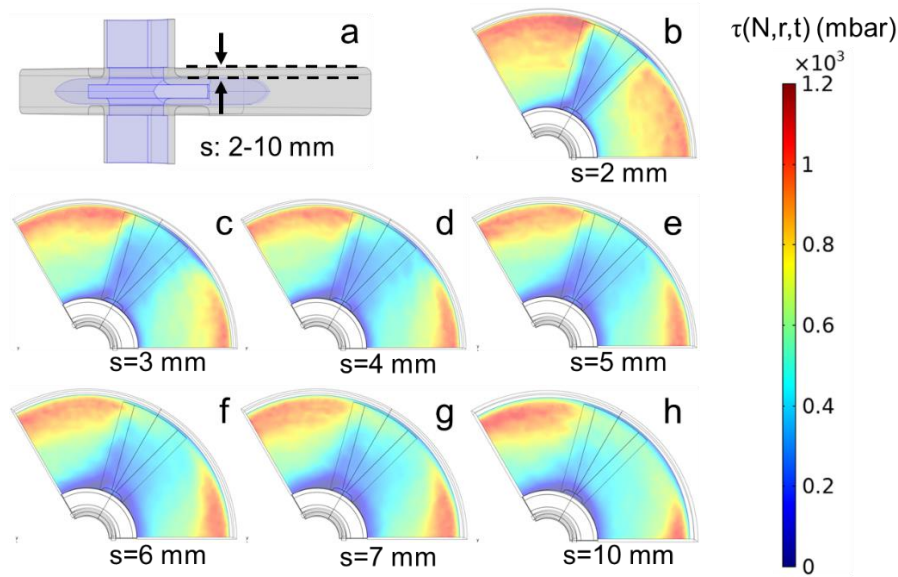 a
s: 2-10 mm
b
s=2 mm
τ(N,r,t) (mbar)
×10³
1.2
1
0.8
0.6
0.4
0.2
0
c
s=3 mm
d
s=4 mm
e
s=5 mm
f
s=6 mm
g
s=7 mm
h
s=10 mm